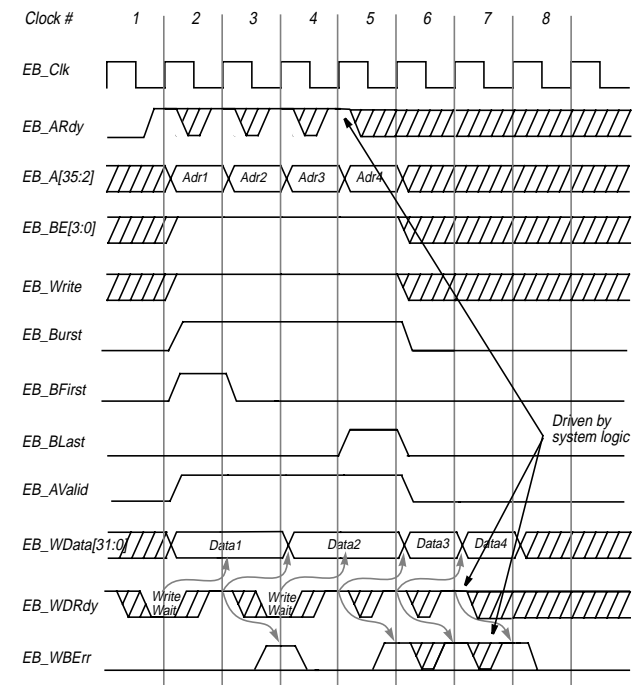 Clock # 1 2 3 4 5 6 7 8
EB_Clk
EB_ARdy
EB_A[35:2] Adr1 Adr2 Adr3 Adr4
EB_BE[3:0]
EB_Write
EB_Burst
EB_BFirst
EB_BLast
Driven by
system logic
EB_AValid
EB_WData[31:0] Data1 Data2 Data3 Data4
EB_WDRdy Write Wait Write Wait
EB_WBErr